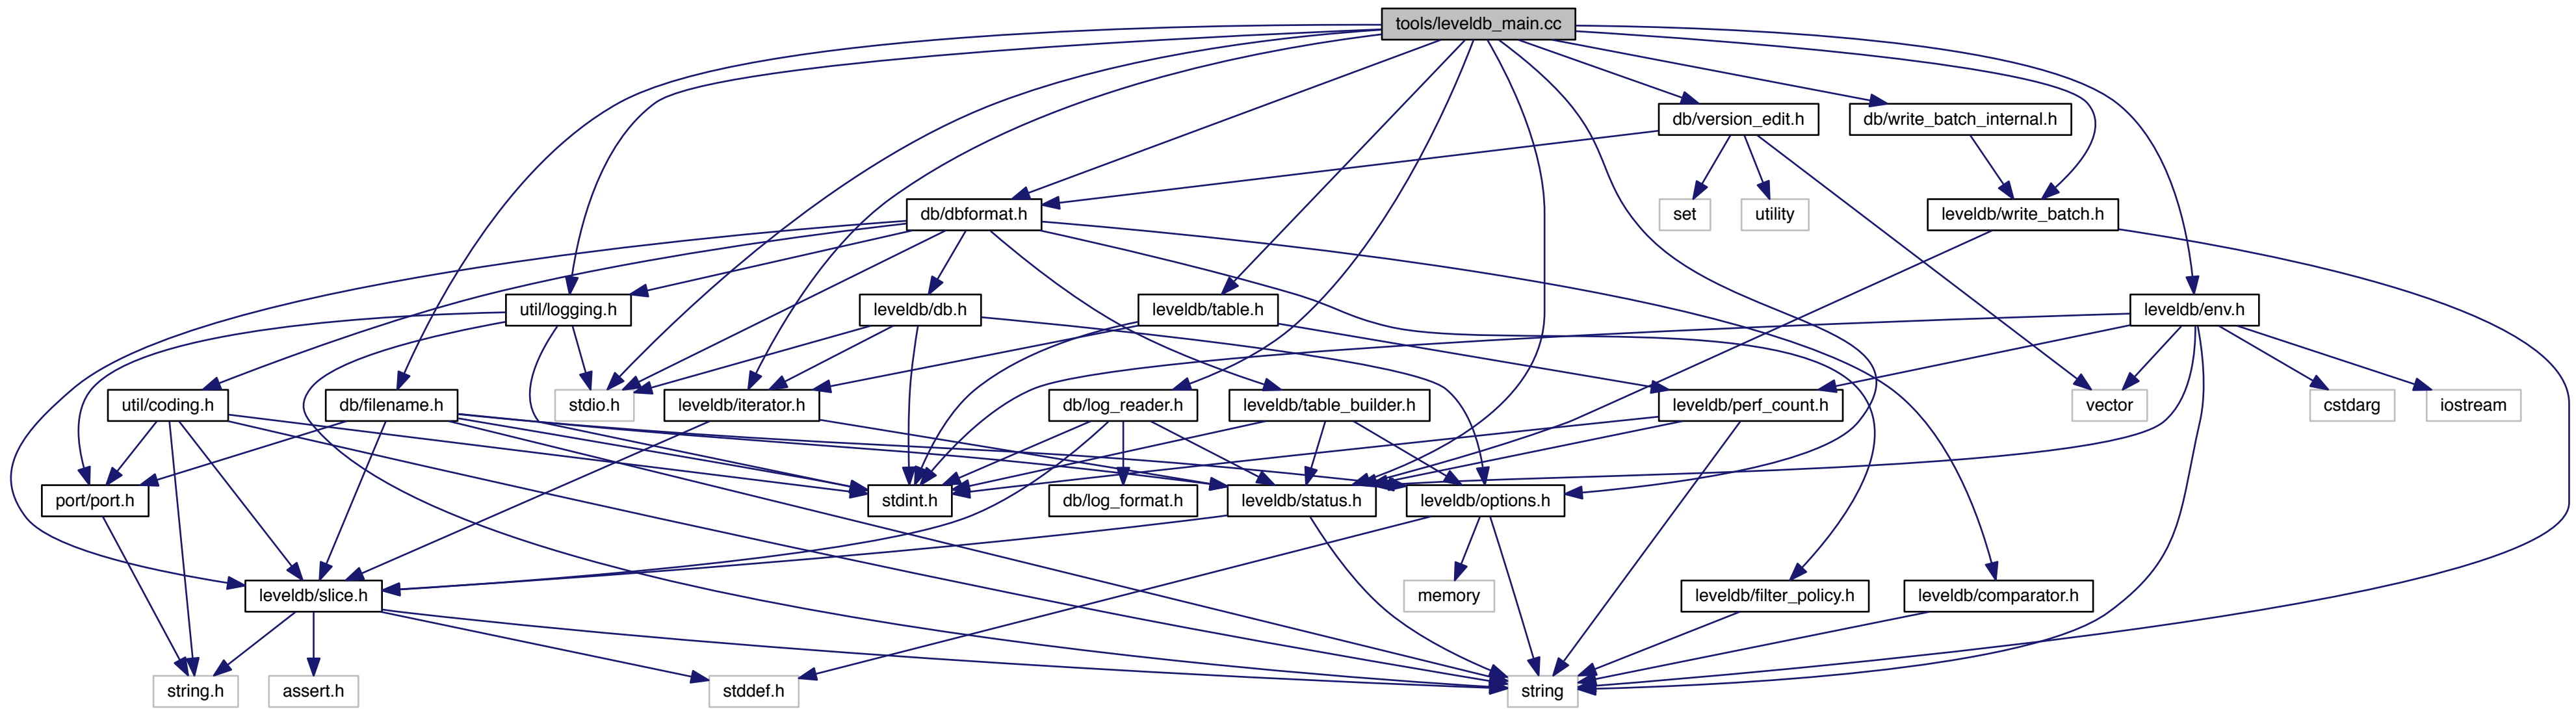 tools/leveldb_main.cc
db/version_edit.h
db/write_batch_internal.h
db/dbformat.h
set
utility
leveldb/write_batch.h
util/logging.h
leveldb/db.h
leveldb/table.h
leveldb/env.h
util/coding.h
db/filename.h
stdio.h
leveldb/iterator.h
db/log_reader.h
leveldb/table_builder.h
leveldb/perf_count.h
vector
cstdarg
iostream
port/port.h
stdint.h
db/log_format.h
leveldb/status.h
leveldb/options.h
leveldb/slice.h
memory
leveldb/filter_policy.h
leveldb/comparator.h
string.h
assert.h
stddef.h
string